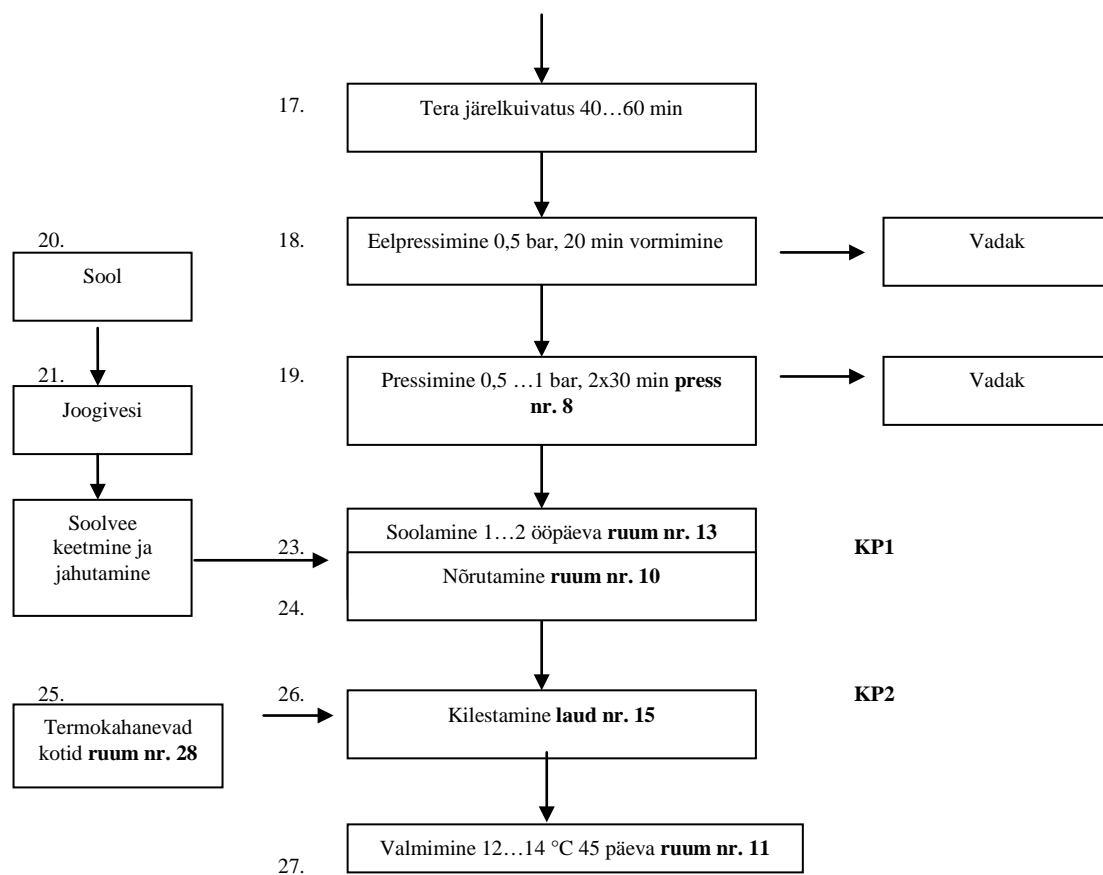 17.
Tera järelkuivatus 40…60 min
18.
Eelpressimine 0,5 bar, 20 min vormimine
Vadak
20.
Sool
19.
Pressimine 0,5 …1 bar, 2x30 min press
nr. 8
Vadak
21.
Joogivesi
Soolvee
keetmine ja
jahutamine
23.
Soolamine 1…2 ööpäeva ruum nr. 13
KP1
Nõrutamine ruum nr. 10
24.
25.
Termokahanevad
kotid ruum nr. 28
26.
Kilestamine laud nr. 15
KP2
Valmimine 12…14 °C 45 päeva ruum nr. 11
27.